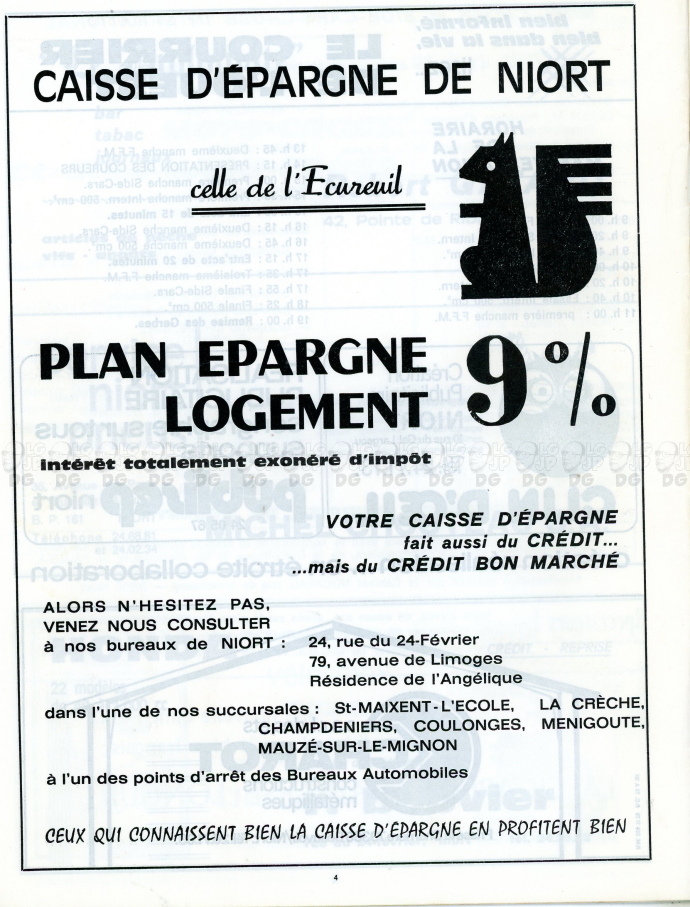 CAISSE D'ÉPARGNE DE NIORT
celle de l'Ecureuil
PLAN EPARGNE
LOGEMENT
9%
Intérêt totalement exonéré d'impôt
VOTRE CAISSE D'ÉPARGNE
fait aussi du CRÉDIT...
...mais du CRÉDIT BON MARCHÉ
ALORS N'HESITEZ PAS,
VENEZ NOUS CONSULTER
à nos bureaux de NIORT : 24, rue du 24-Février
79, avenue de Limoges
Résidence de l'Angélique
dans l'une de nos succursales : St-MAIXENT-L'ECOLE, LA CRÈCHE,
CHAMPDENIERS, COULONGES, MENIGOUTE,
MAUZÉ-SUR-LE-MIGNON
à l'un des points d'arrêt des Bureaux Automobiles
CEUX QUI CONNAISSENT BIEN LA CAISSE D'ÉPARGNE EN PROFITENT BIEN
4